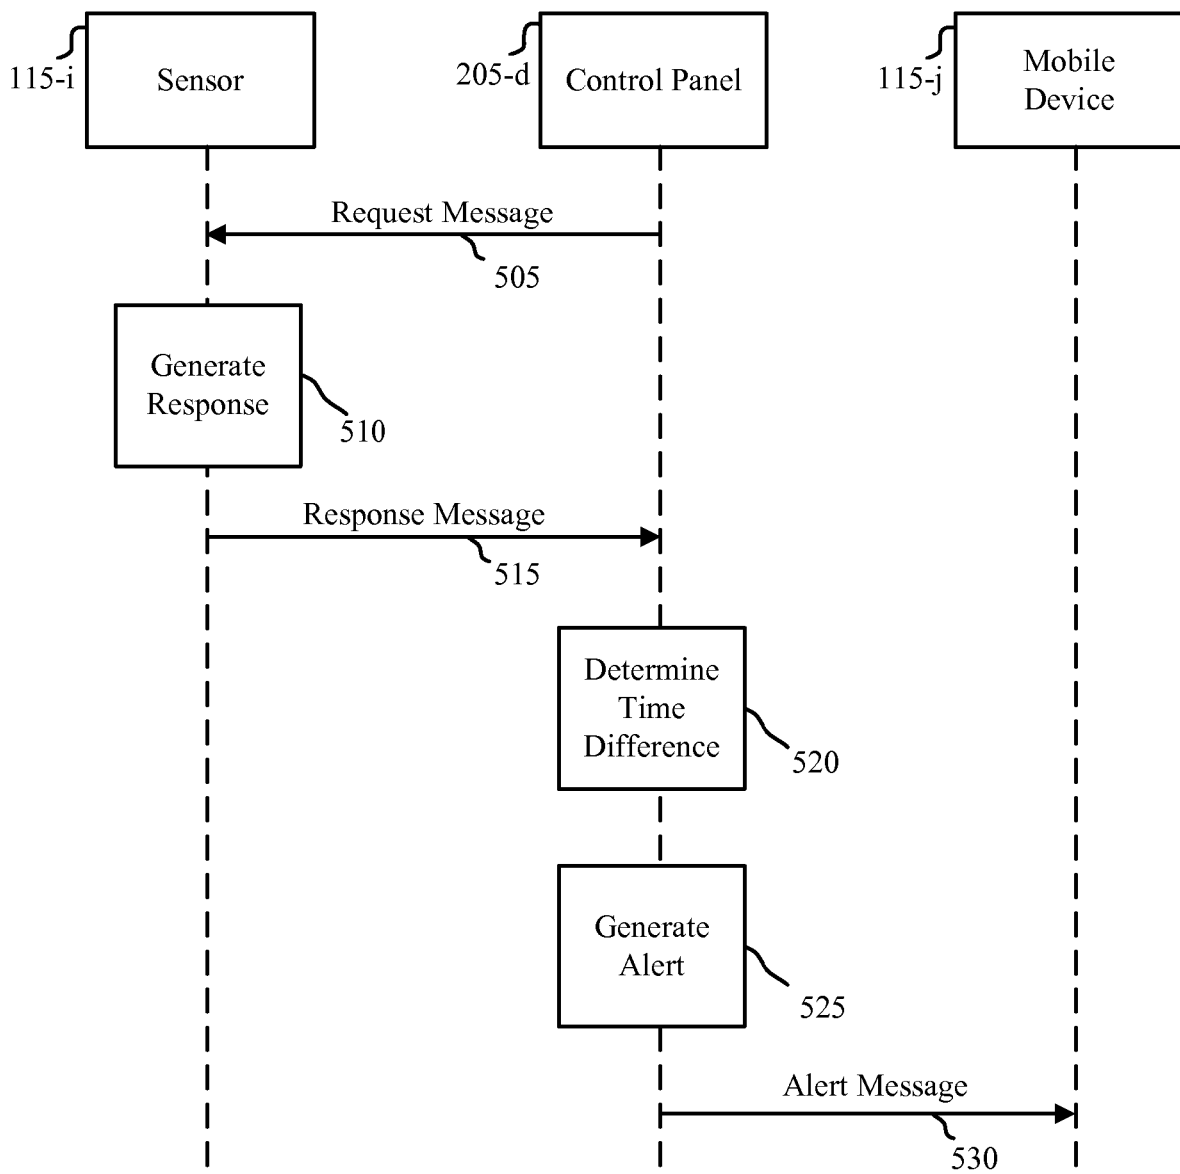 115-i
Sensor
205-d
Control Panel
115-j
Mobile
Device
Request Message
505
Generate
Response
510
Response Message
515
Determine
Time
Difference
520
Generate
Alert
525
Alert Message
530